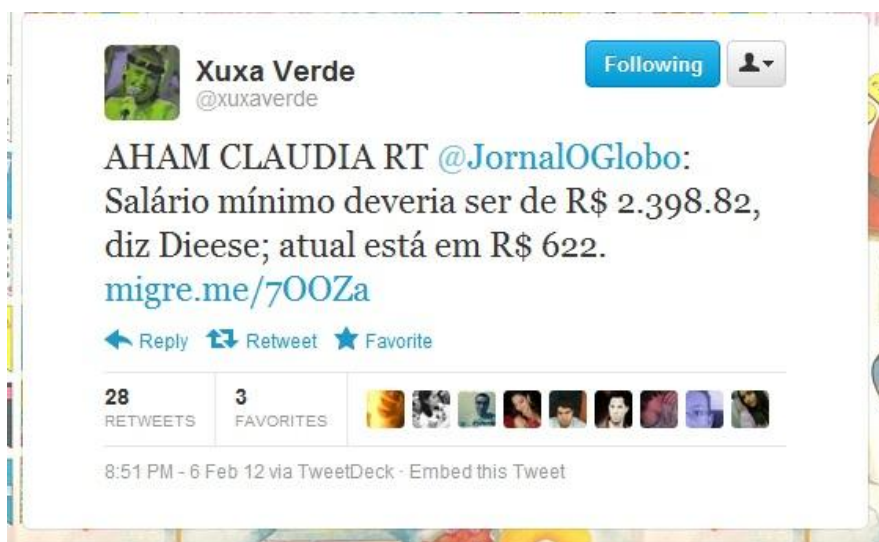 Xuxa Verde
@xuxaverde
Following
AHAM CLAUDIA RT @JornalOGlobo:
Salário mínimo deveria ser de R$ 2.398.82,
diz Dieese; atual está em R$ 622.
migre.me/7OOZa
Reply Retweet Favorite
28
RETWEETS
3
FAVORITES
8:51 PM - 6 Feb 12 via TweetDeck · Embed this Tweet